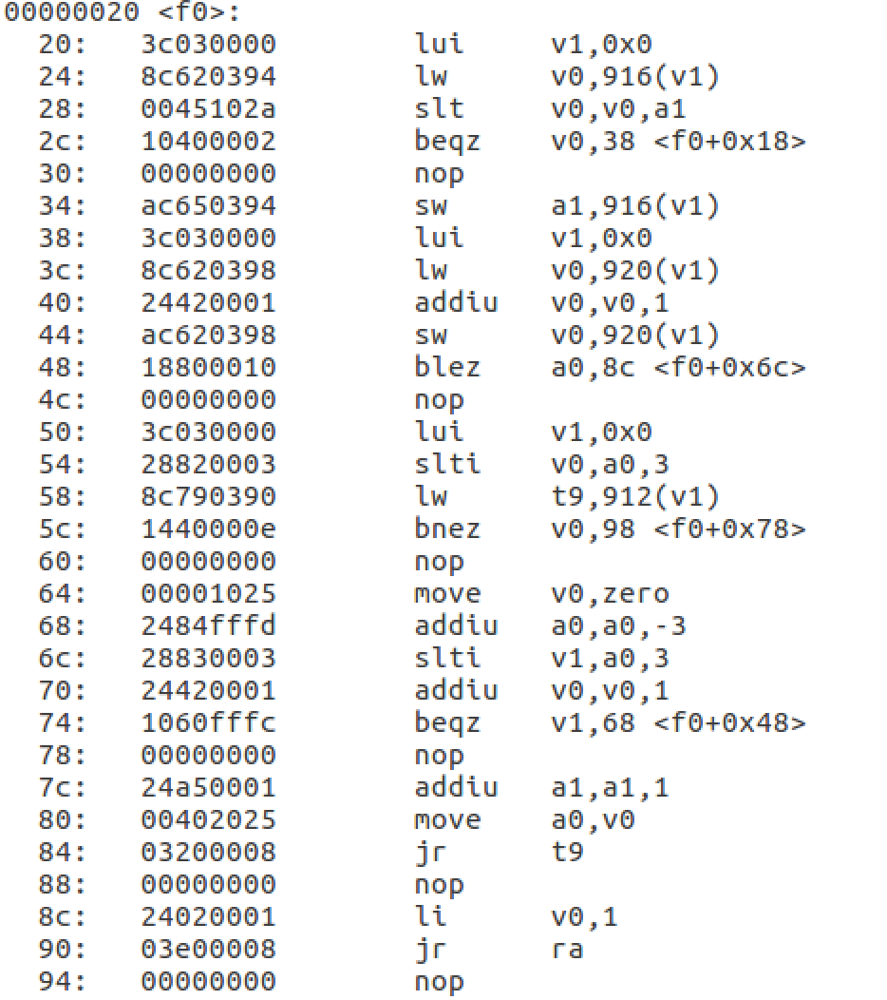 00000020 <f0>:
20: 3c030000 lui v1,0x0
24: 8c620394 lw v0,916(v1)
28: 0045102a slt v0,v0,a1
2c: 10400002 beqz v0,38 <f0+0x18>
30: 00000000 nop
34: ac650394 sw a1,916(v1)
38: 3c030000 lui v1,0x0
3c: 8c620398 lw v0,920(v1)
40: 24420001 addiu v0,v0,1
44: ac620398 sw v0,920(v1)
48: 18800010 blez a0,8c <f0+0x6c>
4c: 00000000 nop
50: 3c030000 lui v1,0x0
54: 28820003 slti v0,a0,3
58: 8c790390 lw t9,912(v1)
5c: 1440000e bnez v0,98 <f0+0x78>
60: 00000000 nop
64: 00001025 move v0,zero
68: 2484fffd addiu a0,a0,-3
6c: 28830003 slti v1,a0,3
70: 24420001 addiu v0,v0,1
74: 1060fffc beqz v1,68 <f0+0x48>
78: 00000000 nop
7c: 24a50001 addiu a1,a1,1
80: 00402025 move a0,v0
84: 03200008 jr t9
88: 00000000 nop
8c: 24020001 li v0,1
90: 03e00008 jr ra
94: 00000000 nop